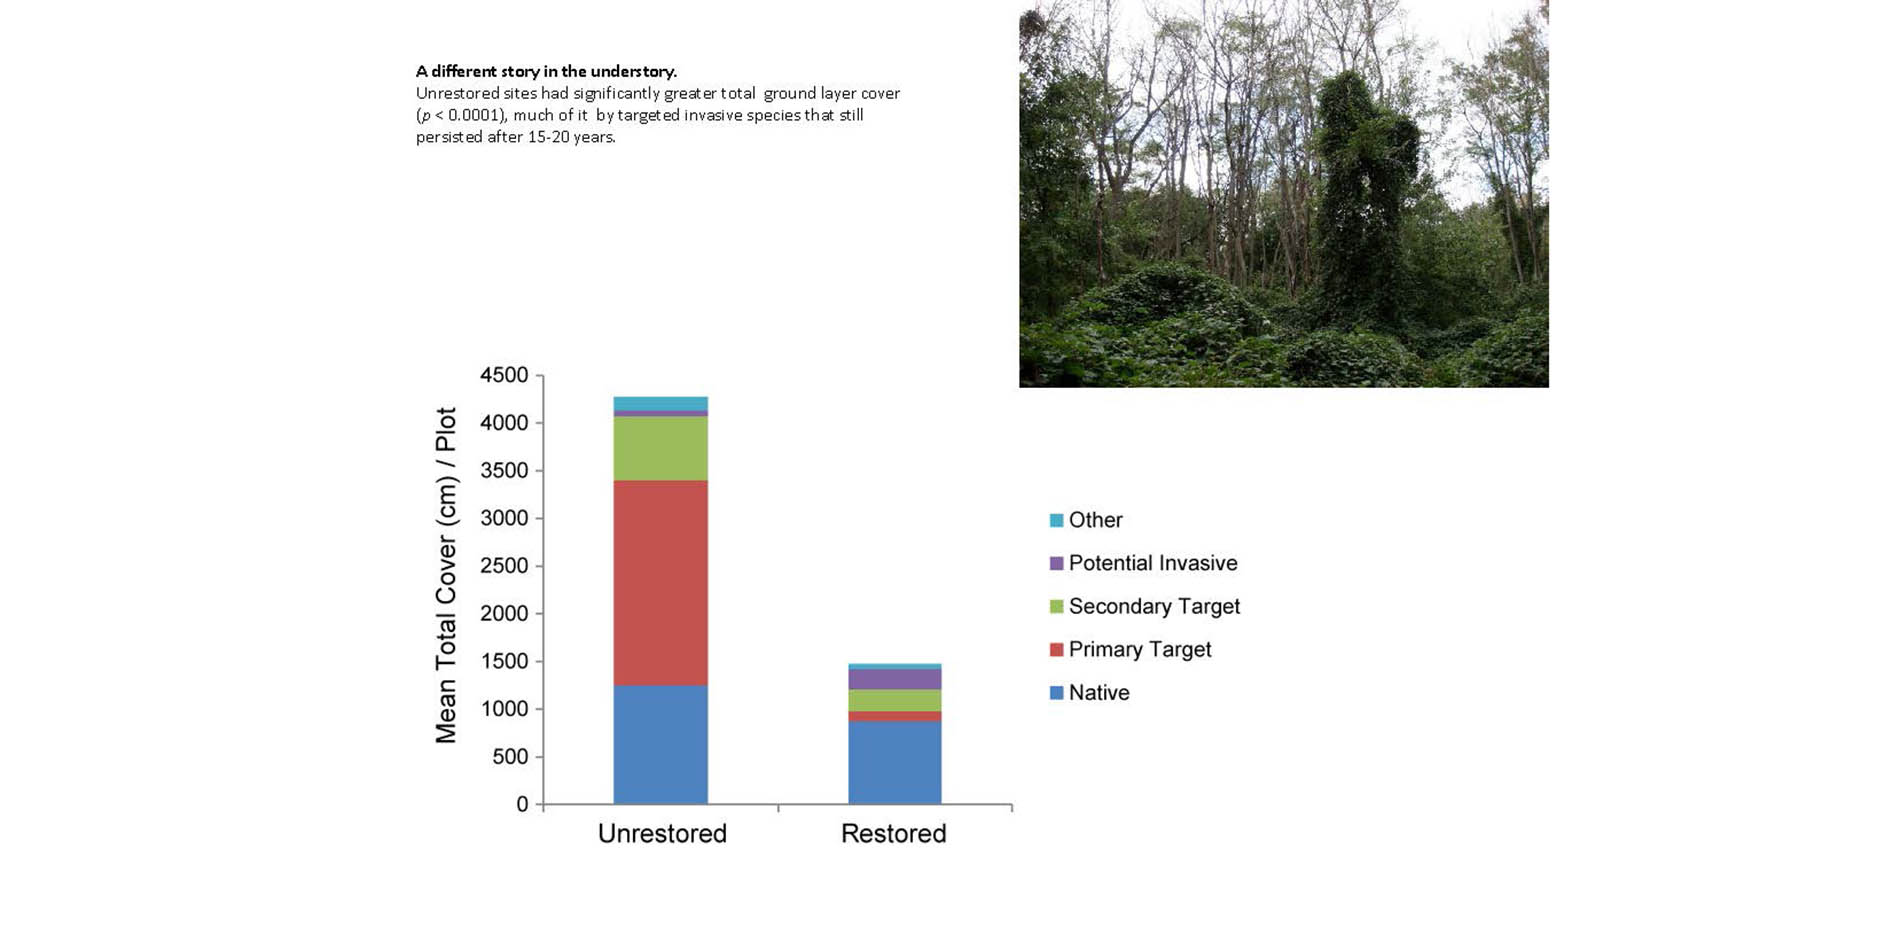 A different story in the understory.
Unrestored sites had significantly greater total ground layer cover
(p < 0.0001), much of it by targeted invasive species that still
persisted after 15-20 years.
Mean Total Cover (cm) / Plot
4500
4000
3500
3000
2500
2000
1500
1000
500
0
Unrestored
Restored
Other
Potential Invasive
Secondary Target
Primary Target
Native